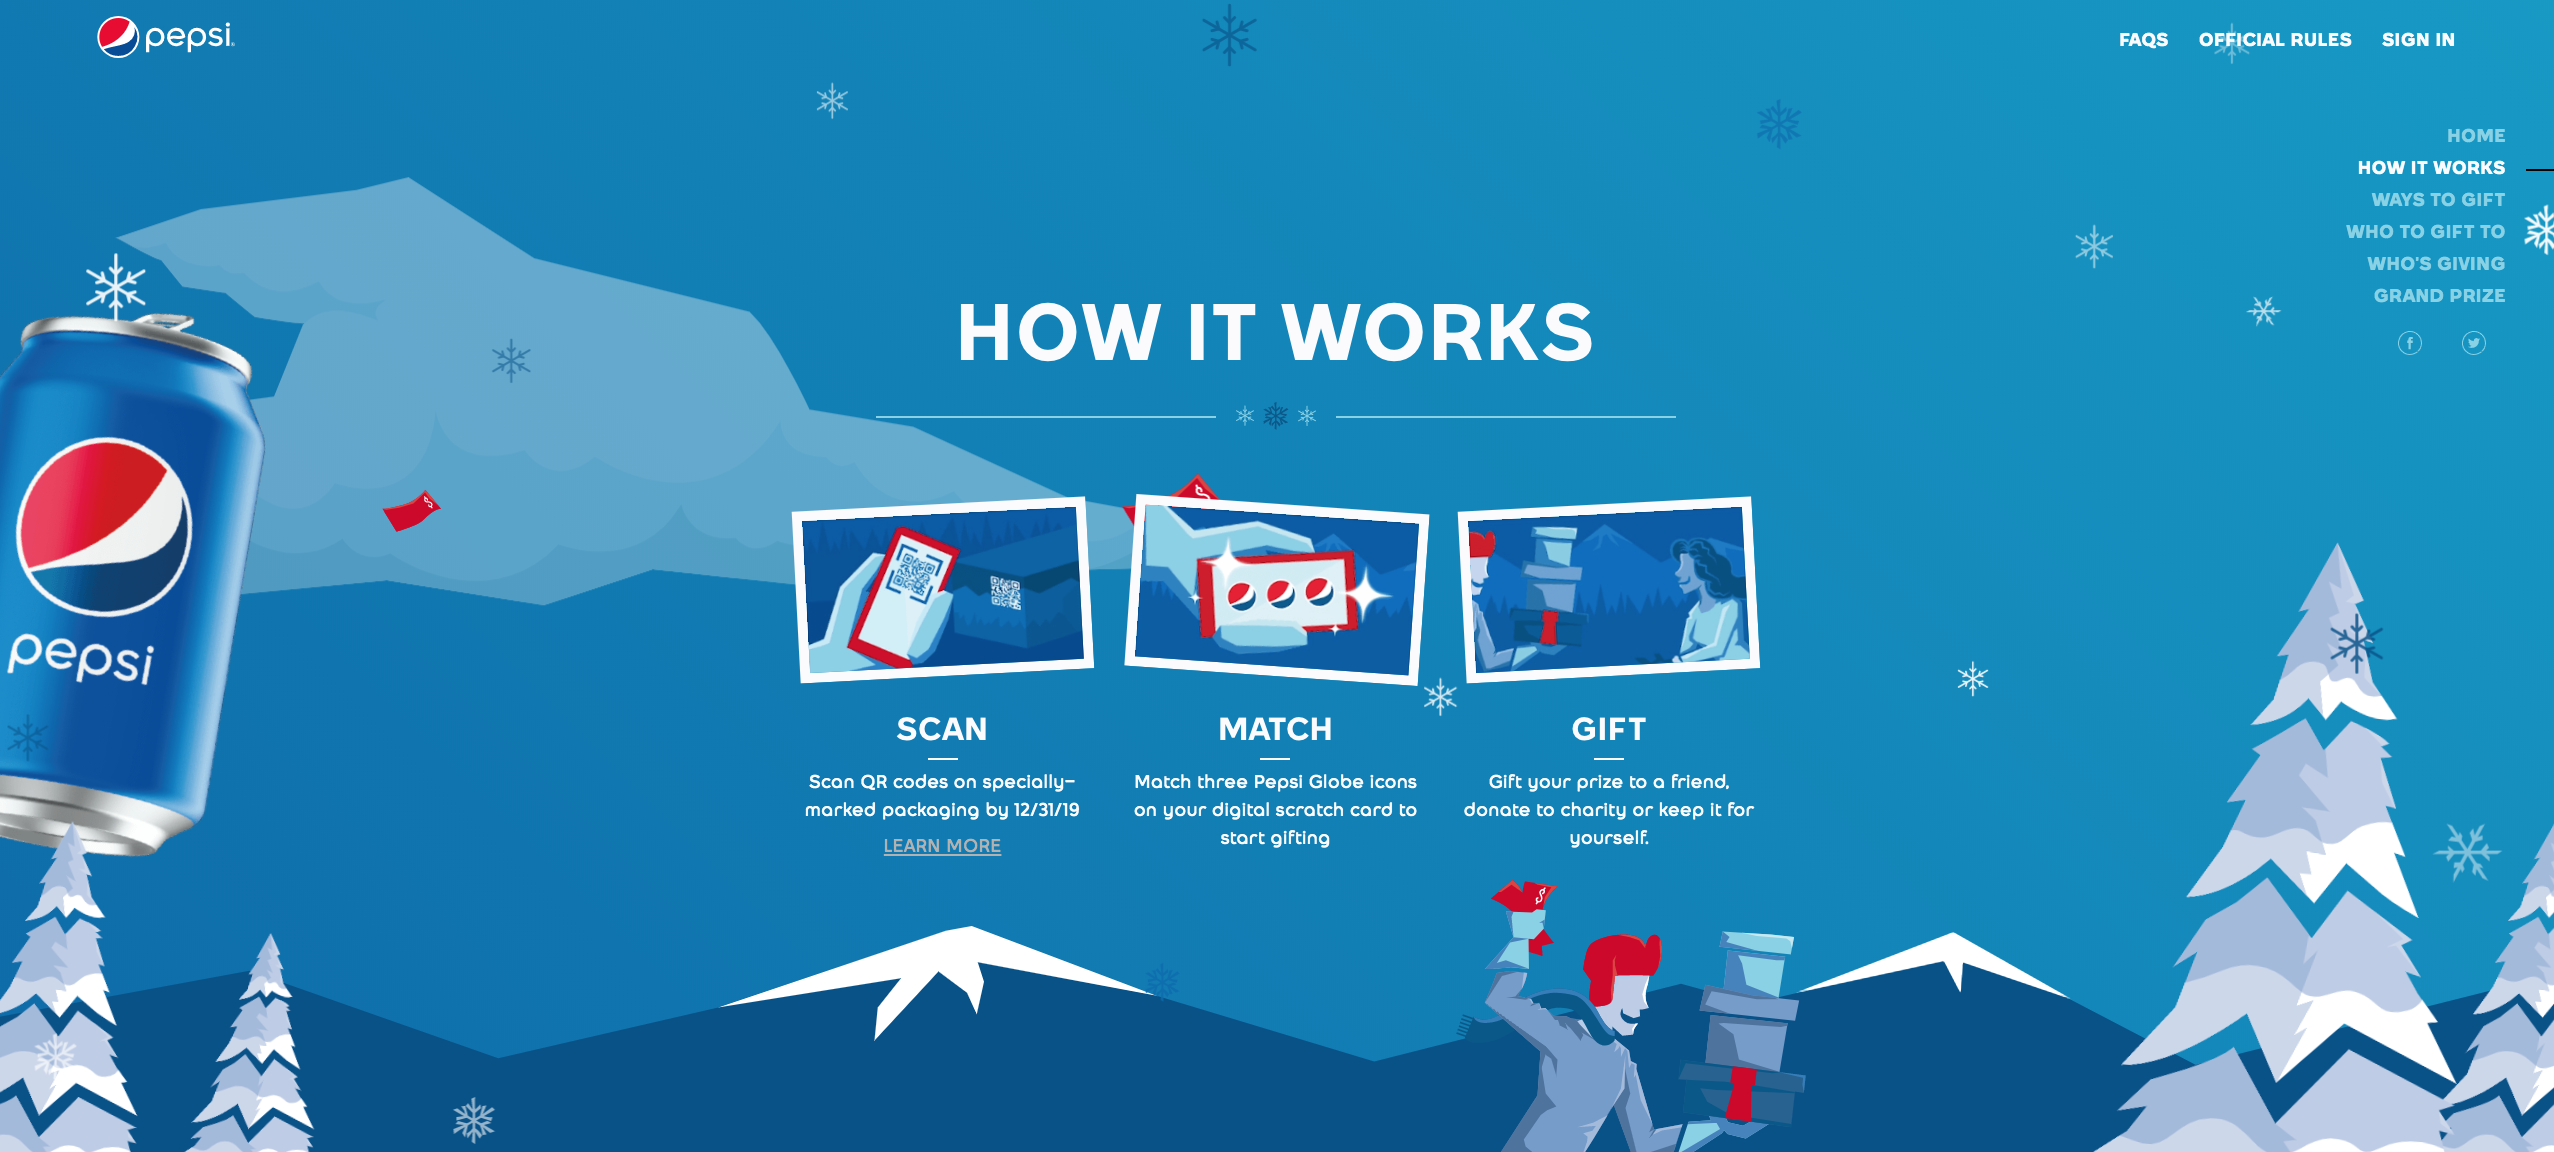 pepsi
FAQS OFFICIAL RULES SIGN IN
HOME
HOW IT WORKS
WAYS TO GIFT
WHO TO GIFT TO
WHO'S GIVING
GRAND PRIZE
HOW IT WORKS
pepsi
SCAN
Scan QR codes on specially-
marked packaging by 12/31/19
LEARN MORE
MATCH
Match three Pepsi Globe icons
on your digital scratch card to
start gifting
GIFT
Gift your prize to a friend,
donate to charity or keep it for
yourself.